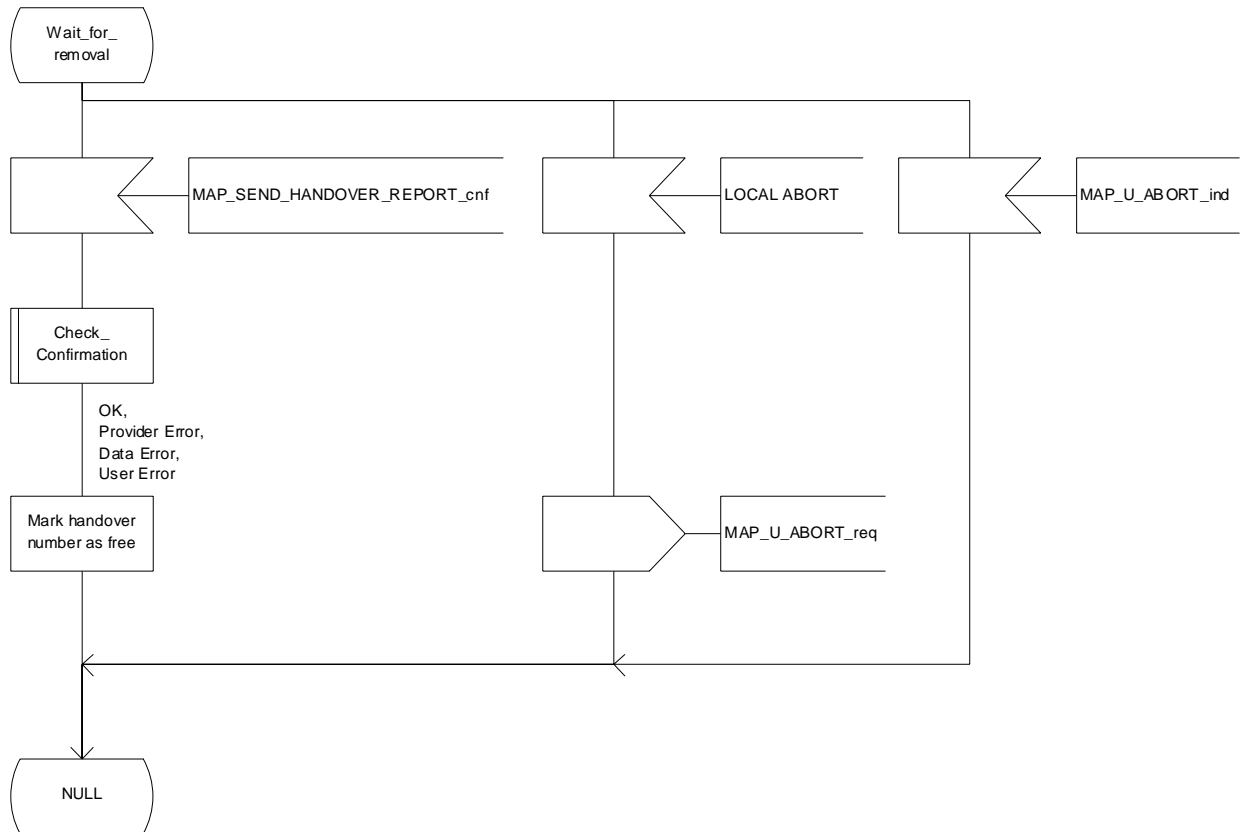 Wait_for_
removal
MAP_SEND_HANDOVER_REPORT_cnf
LOCAL ABORT
MAP_U_ABORT_ind
Check_
Confirmation
OK,
Provider Error,
Data Error,
User Error
Mark handover
number as free
MAP_U_ABORT_req
NULL